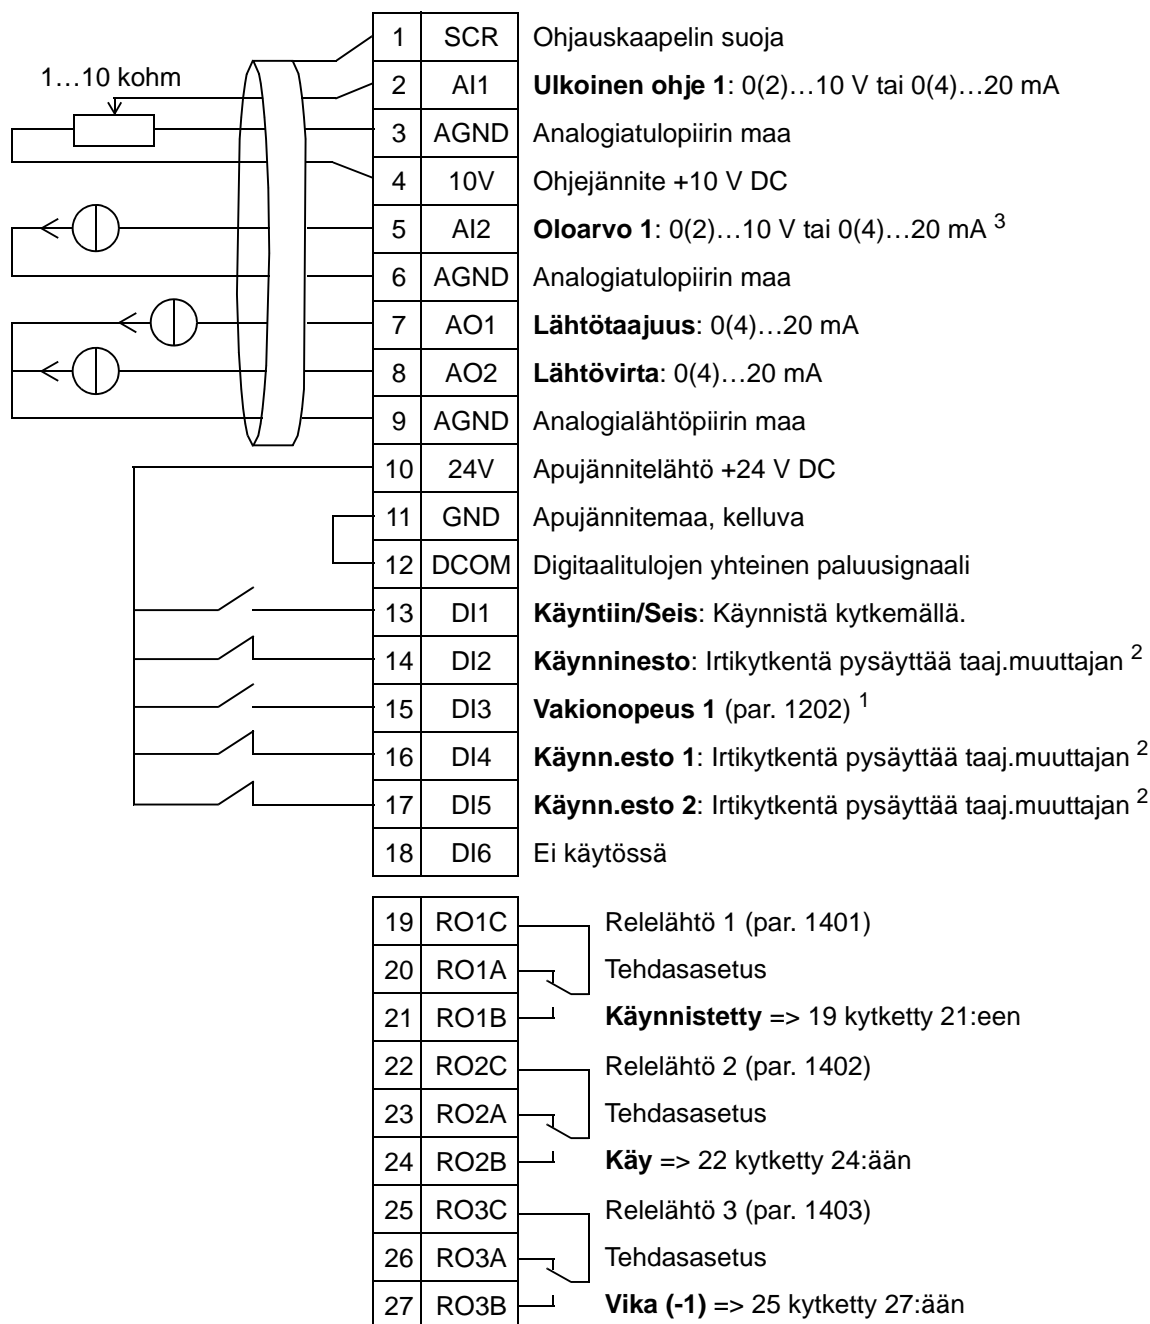 1 SCR Ohjauskaapelin suoja
1…10 kohm
2 AI1 Ulkoinen ohje 1: 0(2)…10 V tai 0(4)…20 mA
3 AGND Analogiatulopiirin maa
4 10V Ohjejännite +10 V DC
5 AI2 Oloarvo 1: 0(2)…10 V tai 0(4)…20 mA 3
6 AGND Analogiatulopiirin maa
7 AO1 Lähtötaajuus: 0(4)…20 mA
8 AO2 Lähtövirta: 0(4)…20 mA
9 AGND Analogialähtöpiirin maa
10 24V Apujännitelähtö +24 V DC
11 GND Apujännitemaa, kelluva
12 DCOM Digitaalitulojen yhteinen paluusignaali
13 DI1 Käyntiin/Seis: Käynnistä kytkemällä.
14 DI2 Käynninesto: Irtikytkentä pysäyttää taaj.muuttajan 2
15 DI3 Vakionopeus 1 (par. 1202) 1
16 DI4 Käynn.esto 1: Irtikytkentä pysäyttää taaj.muuttajan 2
17 DI5 Käynn.esto 2: Irtikytkentä pysäyttää taaj.muuttajan 2
18 DI6 Ei käytössä
19 RO1C Relelähtö 1 (par. 1401)
20 RO1A Tehdasasetus
21 RO1B Käynnistetty => 19 kytketty 21:een
22 RO2C Relelähtö 2 (par. 1402)
23 RO2A Tehdasasetus
24 RO2B Käy => 22 kytketty 24:ään
25 RO3C Relelähtö 3 (par. 1403)
26 RO3A Tehdasasetus
27 RO3B Vika (-1) => 25 kytketty 27:ään